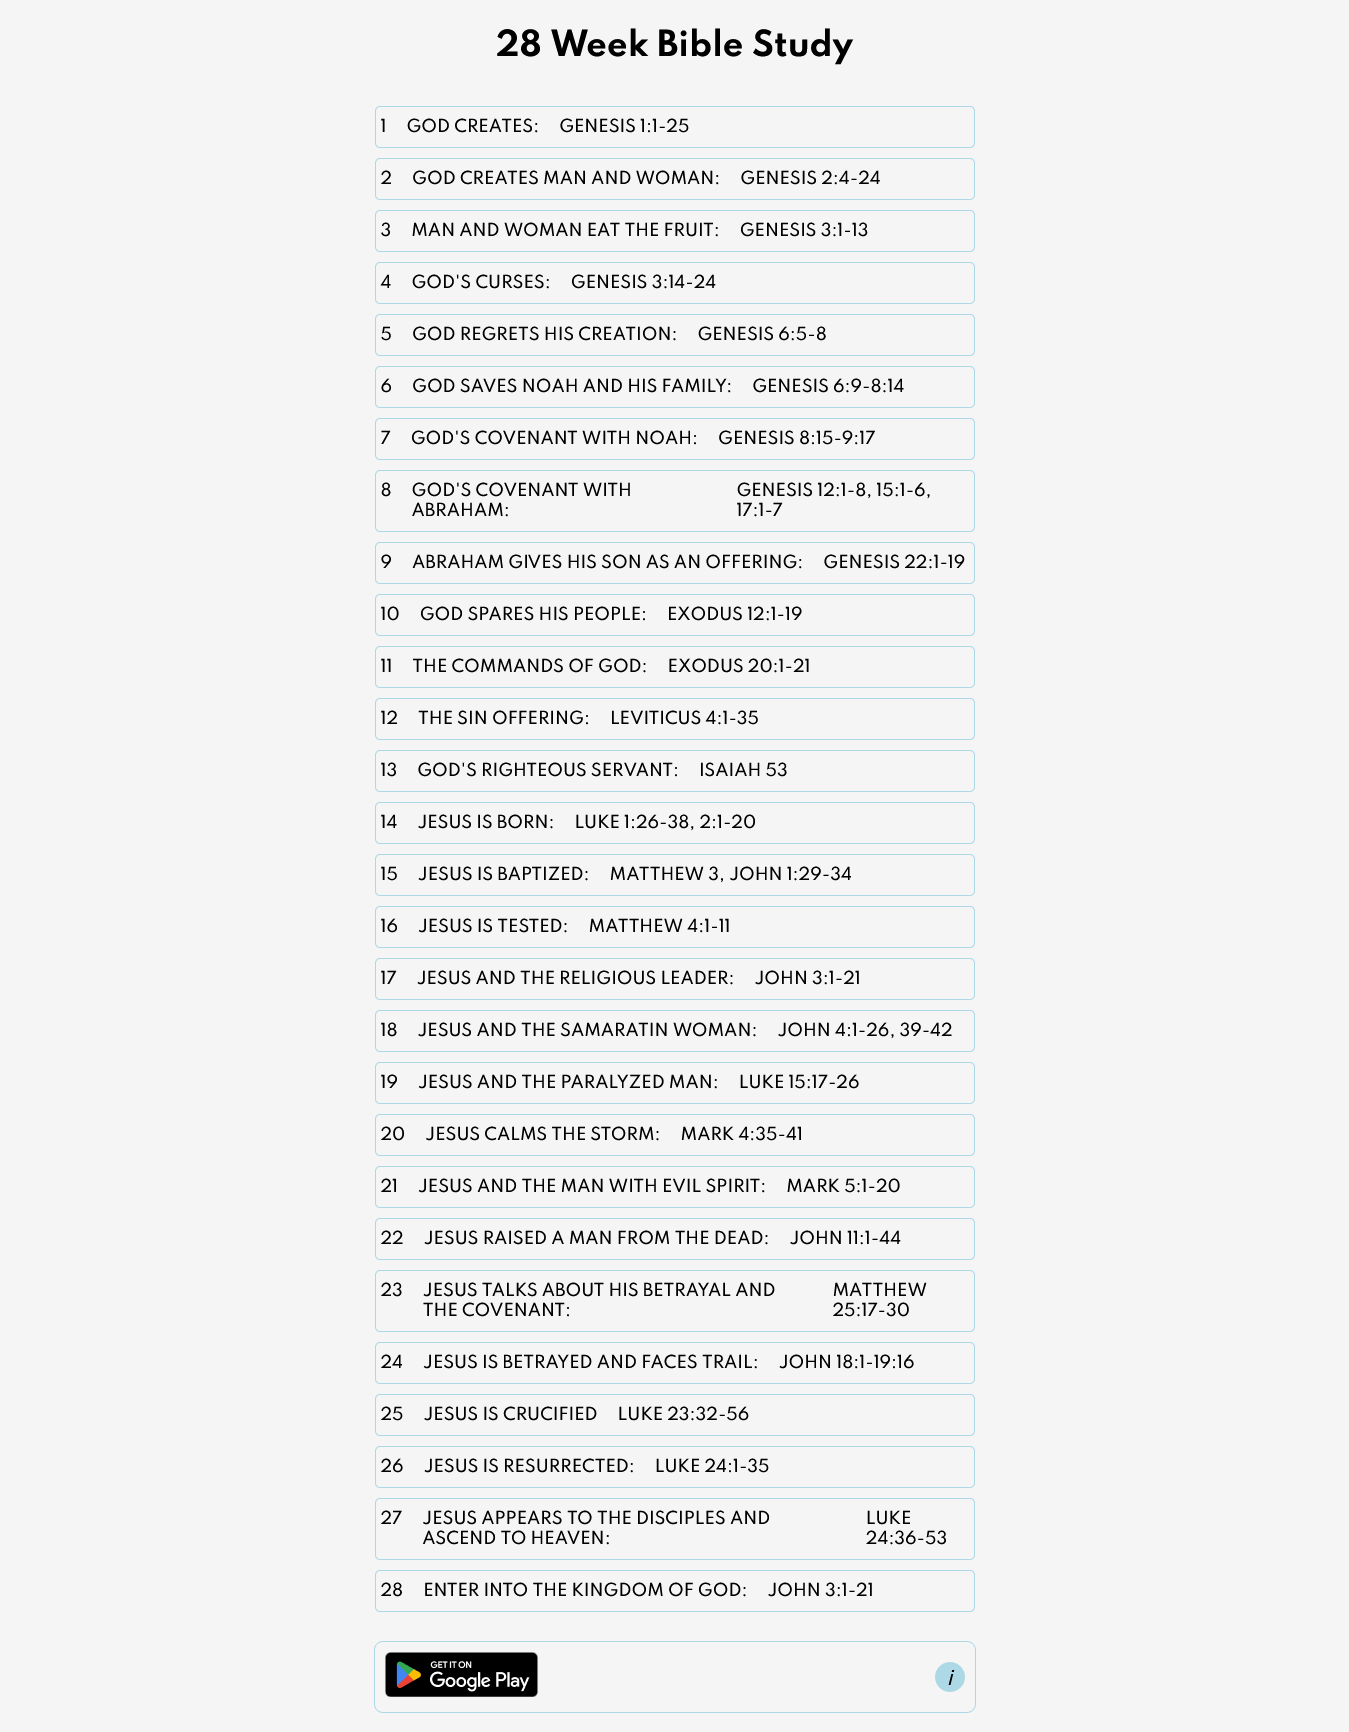 28 Week Bible Study
1 GOD CREATES: GENESIS 1:1-25
2 GOD CREATES MAN AND WOMAN: GENESIS 2:4-24
3 MAN AND WOMAN EAT THE FRUIT: GENESIS 3:1-13
4 GOD'S CURSES: GENESIS 3:14-24
5 GOD REGRETS HIS CREATION: GENESIS 6:5-8
6 GOD SAVES NOAH AND HIS FAMILY: GENESIS 6:9-8:14
7 GOD'S COVENANT WITH NOAH: GENESIS 8:15-9:17
8 GOD'S COVENANT WITH GENESIS 12:1-8, 15:1-6,
ABRAHAM: 17:1-7
9 ABRAHAM GIVES HIS SON AS AN OFFERING: GENESIS 22:1-19
10 GOD SPARES HIS PEOPLE: EXODUS 12:1-19
11 THE COMMANDS OF GOD: EXODUS 20:1-21
12 THE SIN OFFERING: LEVITICUS 4:1-35
13 GOD'S RIGHTEOUS SERVANT: ISAIAH 53
14 JESUS IS BORN: LUKE 1:26-38, 2:1-20
15 JESUS IS BAPTIZED: MATTHEW 3, JOHN 1:29-34
16 JESUS IS TESTED: MATTHEW 4:1-11
17 JESUS AND THE RELIGIOUS LEADER: JOHN 3:1-21
18 JESUS AND THE SAMARATIN WOMAN: JOHN 4:1-26, 39-42
19 JESUS AND THE PARALYZED MAN: LUKE 15:17-26
20 JESUS CALMS THE STORM: MARK 4:35-41
21 JESUS AND THE MAN WITH EVIL SPIRIT: MARK 5:1-20
22 JESUS RAISED A MAN FROM THE DEAD: JOHN 11:1-44
23 JESUS TALKS ABOUT HIS BETRAYAL AND MATTHEW
THE COVENANT: 25:17-30
24 JESUS IS BETRAYED AND FACES TRAIL: JOHN 18:1-19:16
25 JESUS IS CRUCIFIED LUKE 23:32-56
26 JESUS IS RESURRECTED: LUKE 24:1-35
27 JESUS APPEARS TO THE DISCIPLES AND LUKE
ASCEND TO HEAVEN: 24:36-53
28 ENTER INTO THE KINGDOM OF GOD: JOHN 3:1-21
GET IT ON
Google Play
i